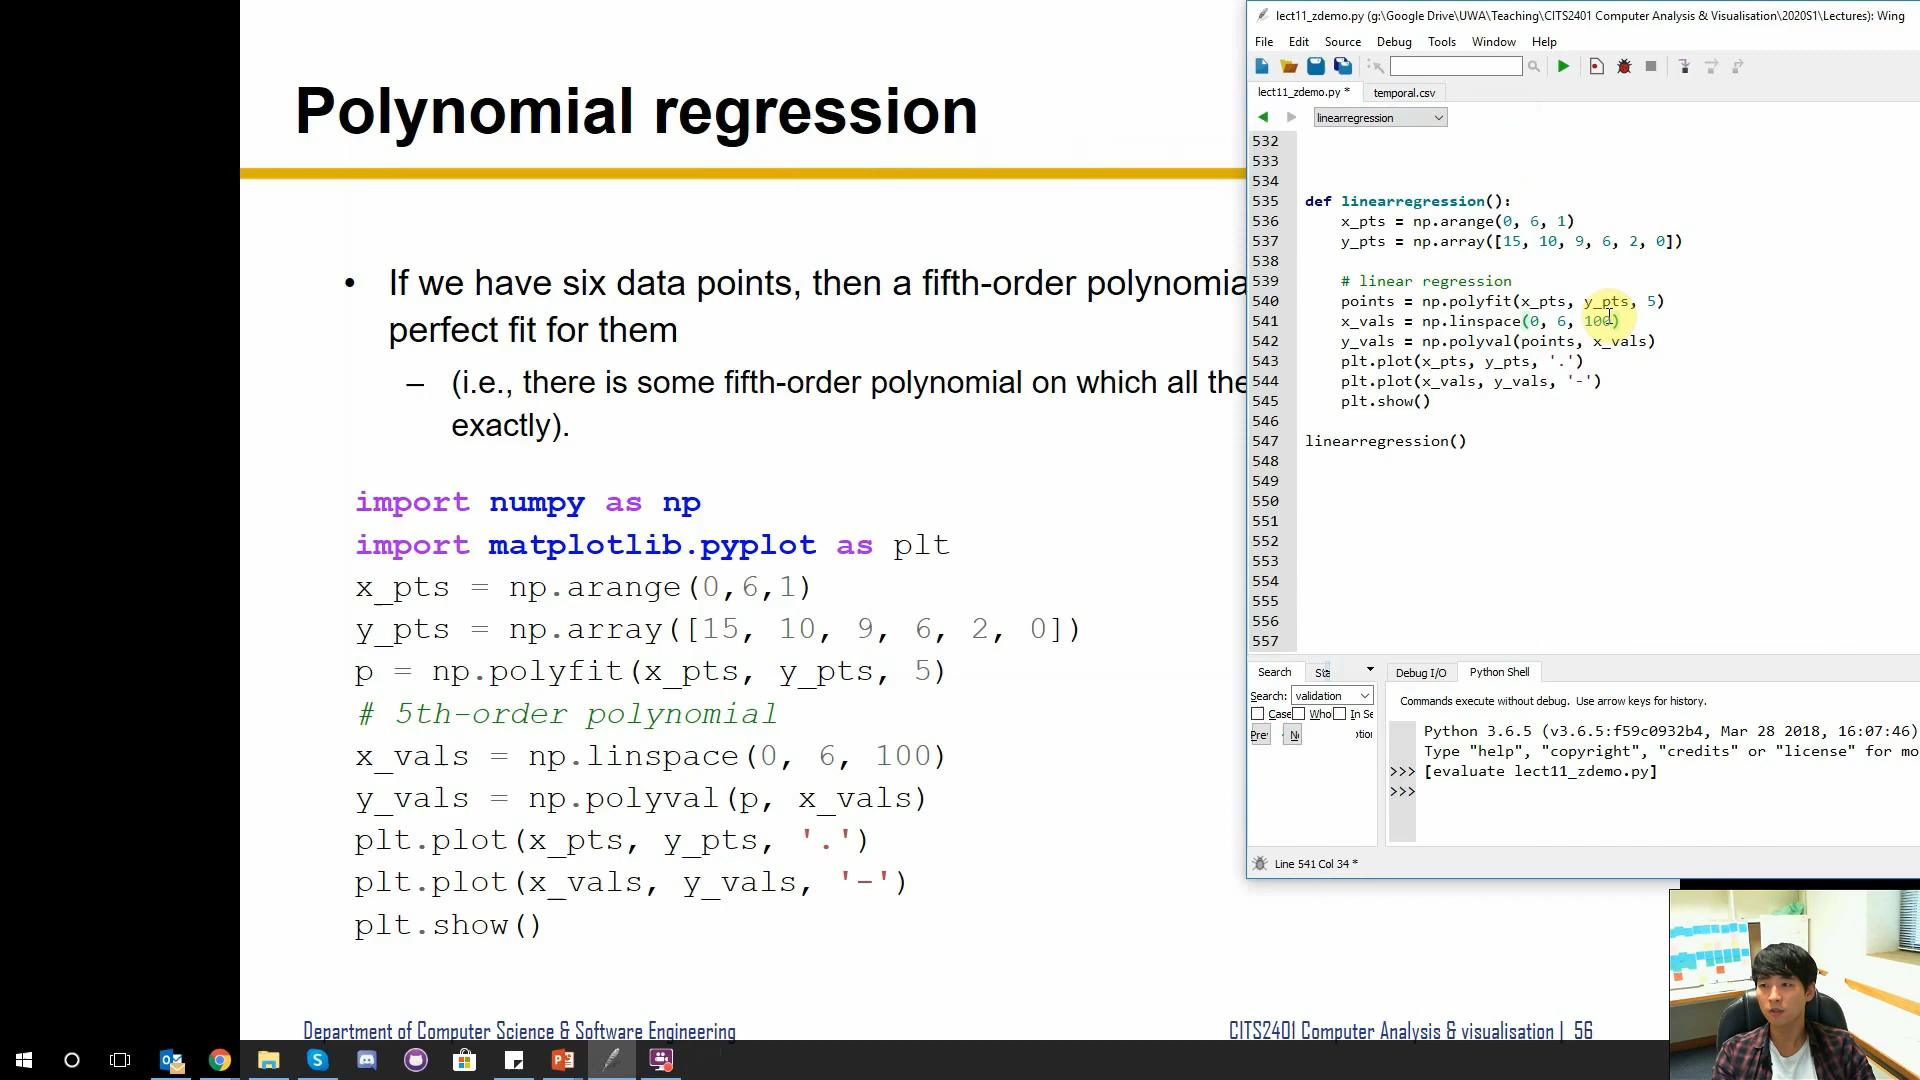 Polynomial regression
• If we have six data points, then a fifth-order polynomia
perfect fit for them
– (i.e., there is some fifth-order polynomial on which all the
exactly).
import numpy as np
import matplotlib.pyplot as plt
x_pts = np.arange(0,6,1)
y_pts = np.array([15, 10, 9, 6, 2, 0])
p = np.polyfit(x_pts, y_pts, 5)
# 5th-order polynomial
x_vals = np.linspace(0, 6, 100)
y_vals = np.polyval(p, x_vals)
plt.plot(x_pts, y_pts, '.')
plt.plot(x_vals, y_vals, '-')
plt.show()
Department of Computer Science & Software Engineering
CITS2401 Computer Analysis & visualisation | 56
lect11_zdemo.py (g:\Google Drive\UWA\Teaching\CITS2401 Computer Analysis & Visualisation\2020S1\Lectures): Wing
File Edit Source Debug Tools Window Help
lect11_zdemo.py * temporal.csv
linearregression
532
533
534
535 def linearregression():
536 x_pts = np.arange(0, 6, 1)
537 y_pts = np.array([15, 10, 9, 6, 2, 0])
538
539 # linear regression
540 points = np.polyfit(x_pts, y_pts, 5)
541 x_vals = np.linspace(0, 6, 100)
542 y_vals = np.polyval(points, x_vals)
543 plt.plot(x_pts, y_pts, '.')
544 plt.plot(x_vals, y_vals, '-')
545 plt.show()
546
547 linearregression()
548
549
550
551
552
553
554
555
556
557
Search Sta
Search: validation
Case Who In Se
Pre N otion
Debug I/O Python Shell
Commands execute without debug. Use arrow keys for history.
Python 3.6.5 (v3.6.5:f59c0932b4, Mar 28 2018, 16:07:46)
Type "help", "copyright", "credits" or "license" for mo
>>> [evaluate lect11_zdemo.py]
>>>
Line 541 Col 34 *